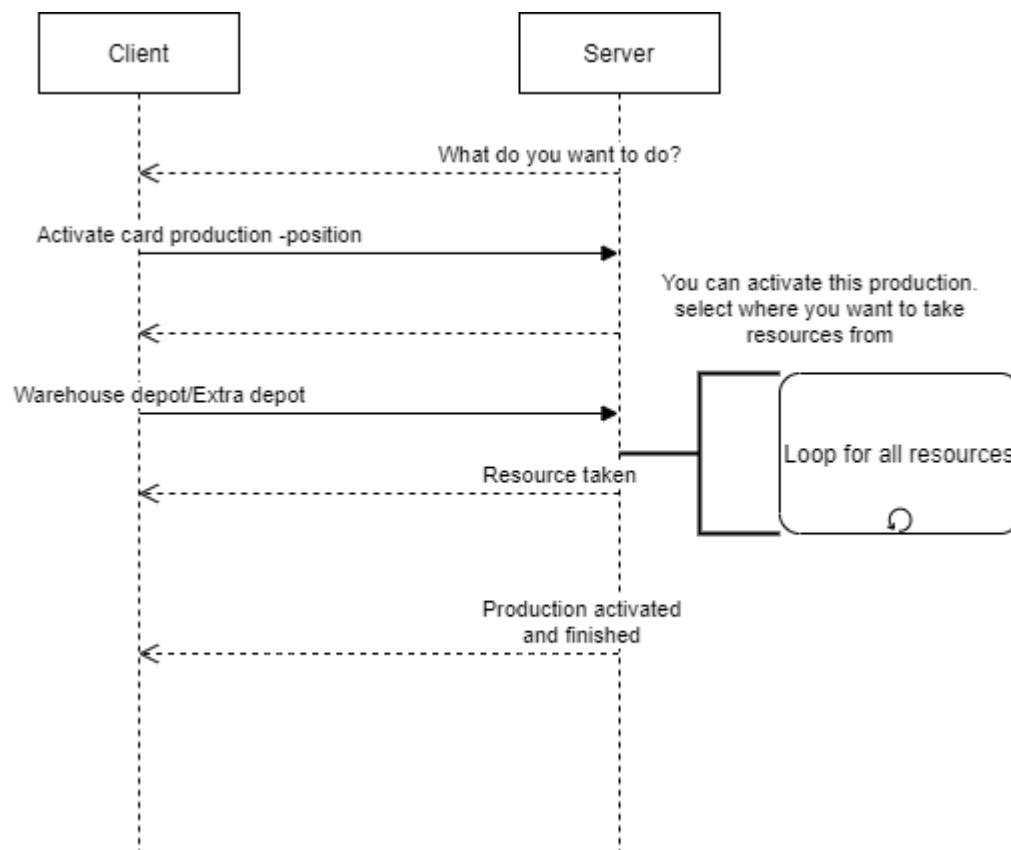 Client
Server
What do you want to do?
Activate card production -position
You can activate this production.
select where you want to take
resources from
Warehouse depot/Extra depot
Loop for all resources
Resource taken
Production activated
and finished